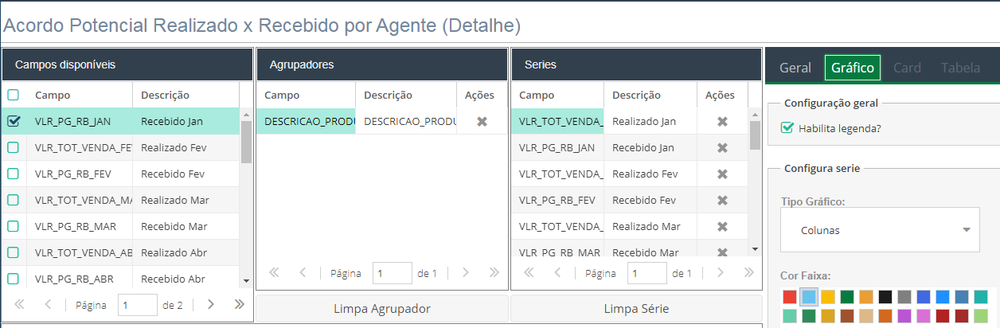 Acordo Potencial Realizado x Recebido por Agente (Detalhe)
Campos disponíveis
Campo Descrição
VLR_PG_RB_JAN Recebido Jan
VLR_TOT_VENDA_FE Realizado Fev
VLR_PG_RB_FEV Recebido Fev
VLR_TOT_VENDA_MA Realizado Mar
VLR_PG_RB_MAR Recebido Mar
VLR_TOT_VENDA_AB Realizado Abr
VLR_PG_RB_ABR Recebido Abr
Página 1 de 2
Agrupadores
Campo Descrição Ações
DESCRICAO_PRODU DESCRICAO_PRODU
Página 1 de 1
Limpa Agrupador
Series
Campo Descrição Ações
VLR_TOT_VENDA_ Realizado Jan
VLR_PG_RB_JAN Recebido Jan
VLR_TOT_VENDA_ Realizado Fev
VLR_PG_RB_FEV Recebido Fev
VLR_TOT_VENDA_ Realizado Mar
VLR_PG_RB_MAR Recebido Mar
Página 1 de 1
Limpa Série
Geral Gráfico Card Tabela
Configuração geral
Habilita legenda?
Configura serie
Tipo Gráfico:
Colunas
Cor Faixa: